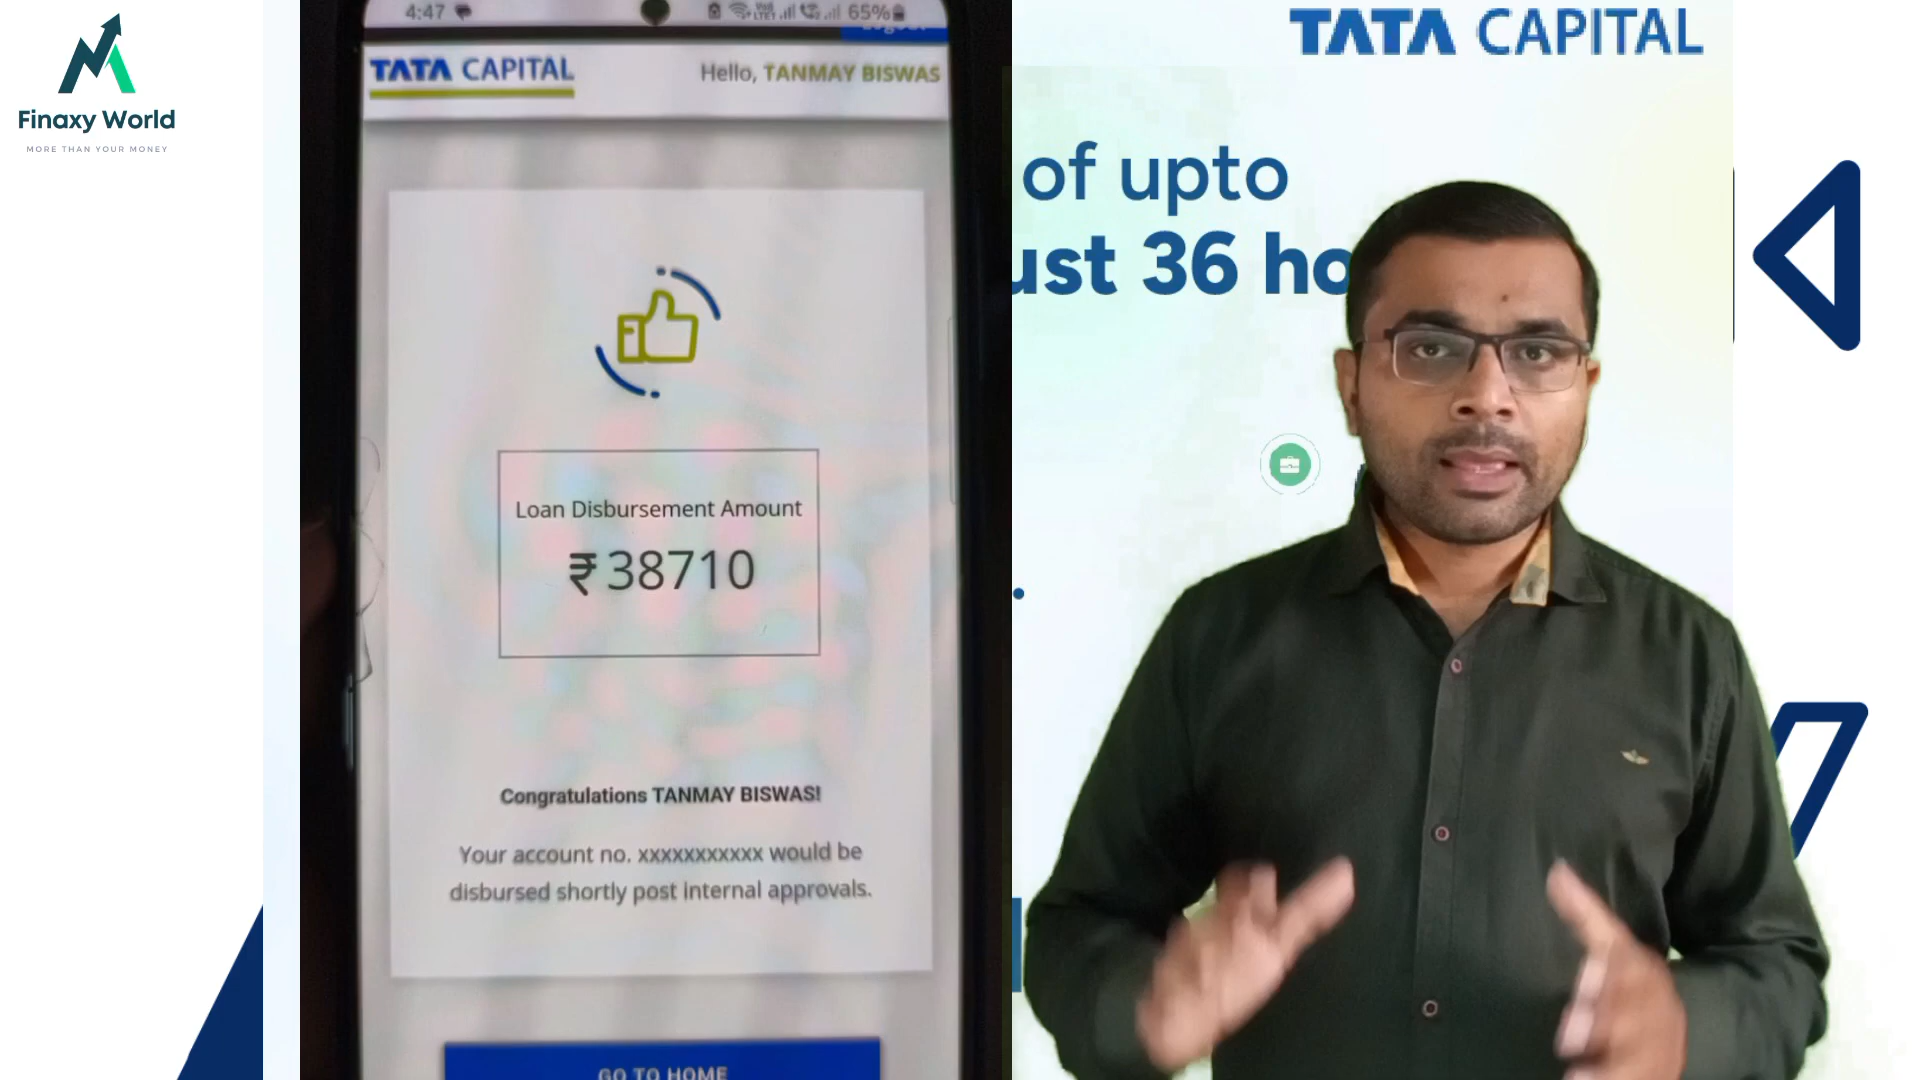 Finaxy World
MORE THAN YOUR MONEY
4:47
65%
TATA CAPITAL
Hello, TANMAY BISWAS
Loan Disbursement Amount
₹38710
Congratulations TANMAY BISWAS!
Your account no. xxxxxxxxxxx would be
disbursed shortly post internal approvals.
GO TO HOME
TATA CAPITAL
of upto
ust 36 ho